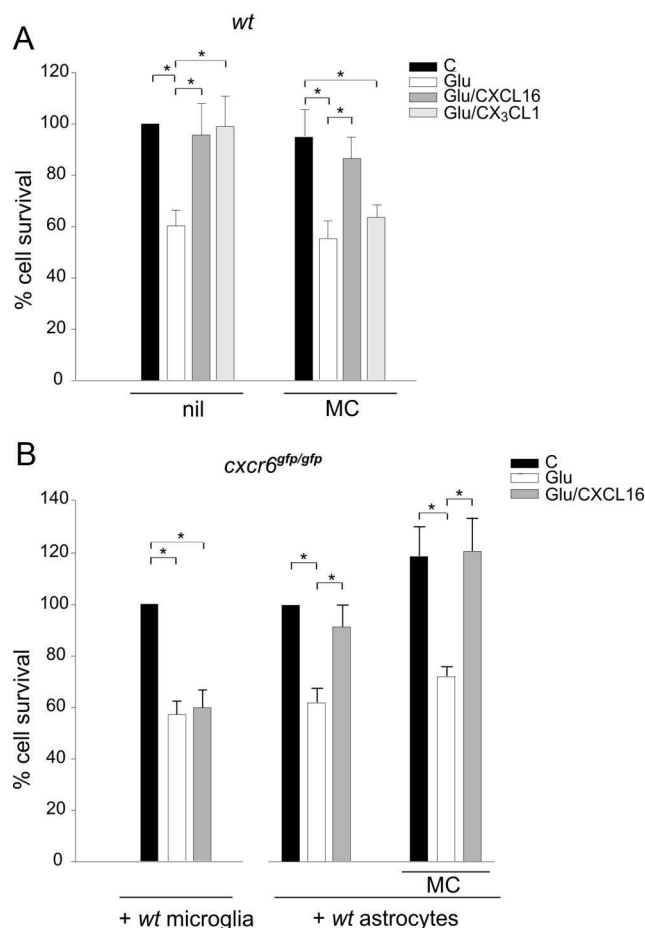 A
wt
C
Glu
Glu/CXCL16
Glu/CX₃CL1
% cell survival
120
100
80
60
40
20
0
* * *
* * *
nil
MC
B
cxcr6gfp/gfp
C
Glu
Glu/CXCL16
% cell survival
140
120
100
80
60
40
20
0
* *
* *
* *
MC
+ wt microglia
+ wt astrocytes